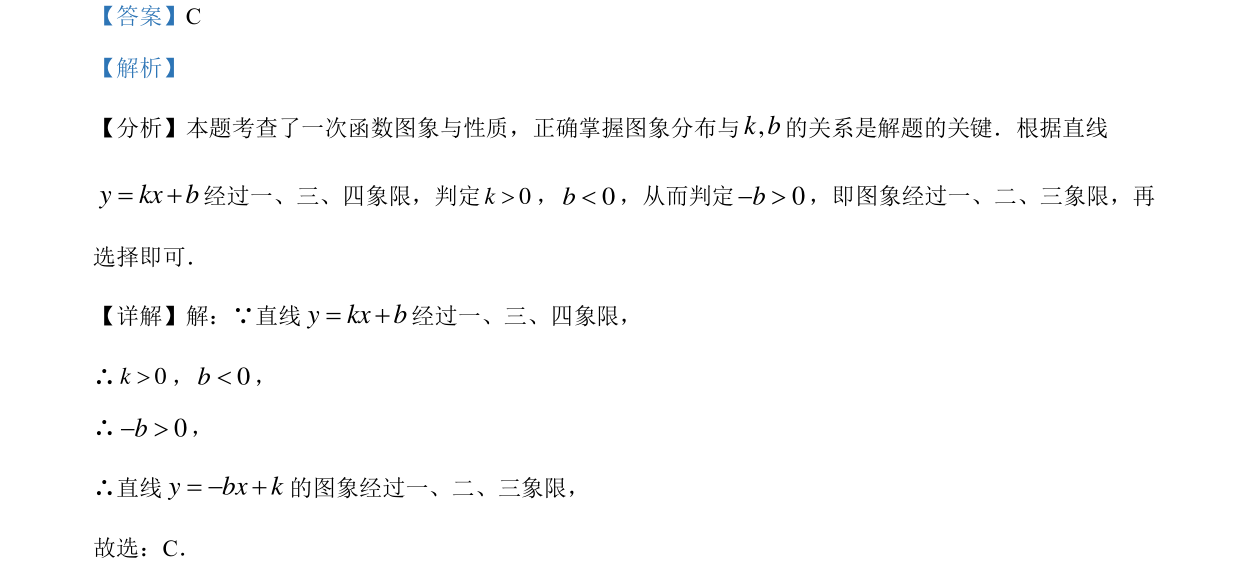 【答案】C
【解析】
【分析】本题考查了一次函数图象与性质，正确掌握图象分布与k,b的关系是解题的关键．根据直线
y=kx+b经过一、三、四象限，判定k>0，b<0，从而判定-b>0，即图象经过一、二、三象限，再
选择即可．
【详解】解：∵直线y=kx+b经过一、三、四象限，
∴k>0，b<0，
∴-b>0，
∴直线y=-bx+k的图象经过一、二、三象限，
故选：C．